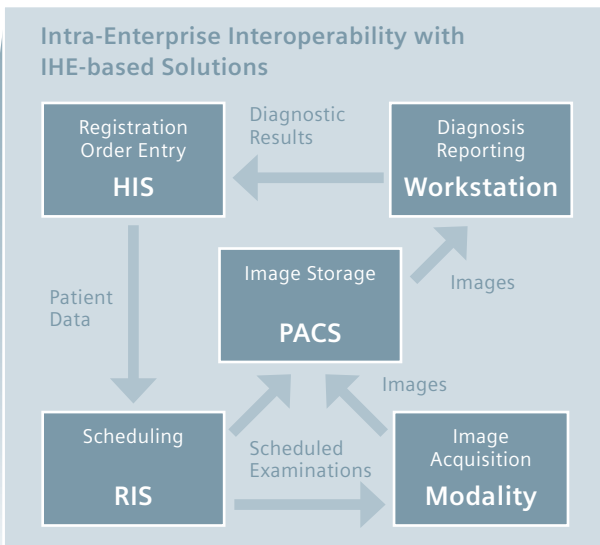 Intra-Enterprise Interoperability with
IHE-based Solutions
Registration
Order Entry
HIS
Diagnostic
Results
Diagnosis
Reporting
Workstation
Image Storage
PACS
Images
Patient
Data
Images
Scheduling
RIS
Scheduled
Examinations
Image
Acquisition
Modality